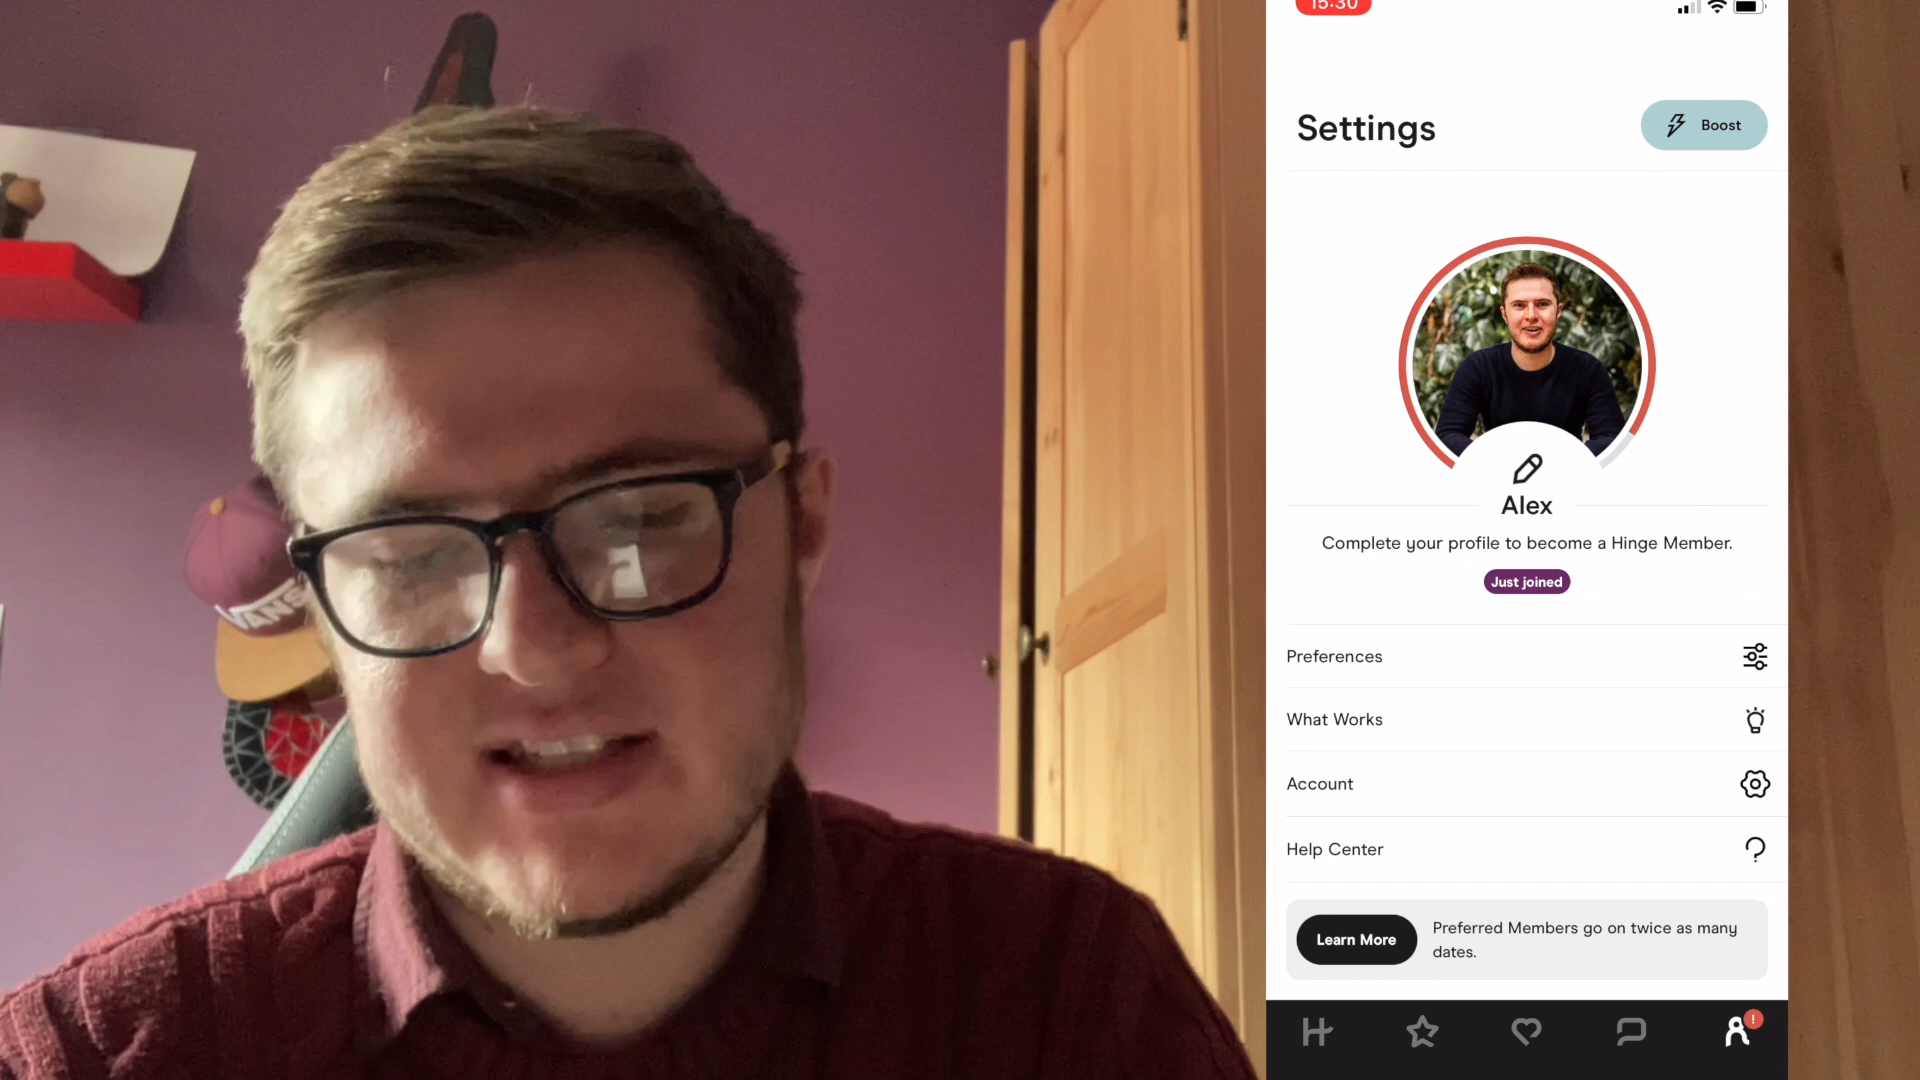 15:30
Settings
Boost
Alex
Complete your profile to become a Hinge Member.
Just joined
Preferences
What Works
Account
Help Center
Learn More
Preferred Members go on twice as many
dates.
VANS